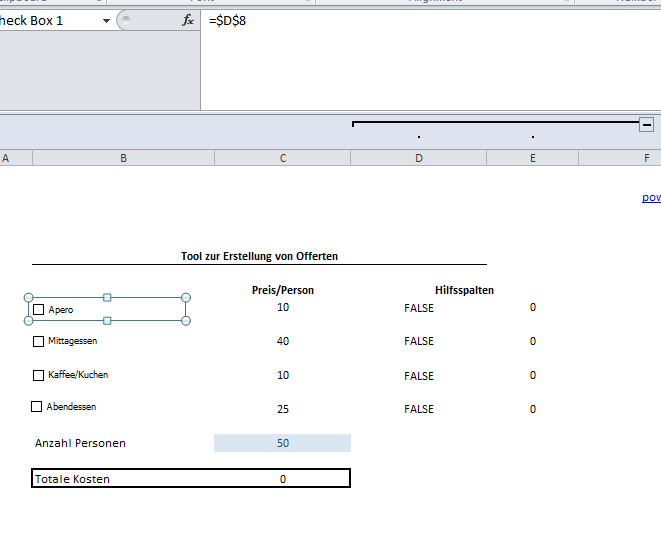 heck Box 1 fx =$D$8
A B C D E F
pov
Tool zur Erstellung von Offerten
Preis/Person Hilfsspalten
Apero 10 FALSE 0
Mittagessen 40 FALSE 0
Kaffee/Kuchen 10 FALSE 0
Abendessen 25 FALSE 0
Anzahl Personen 50
Totale Kosten 0